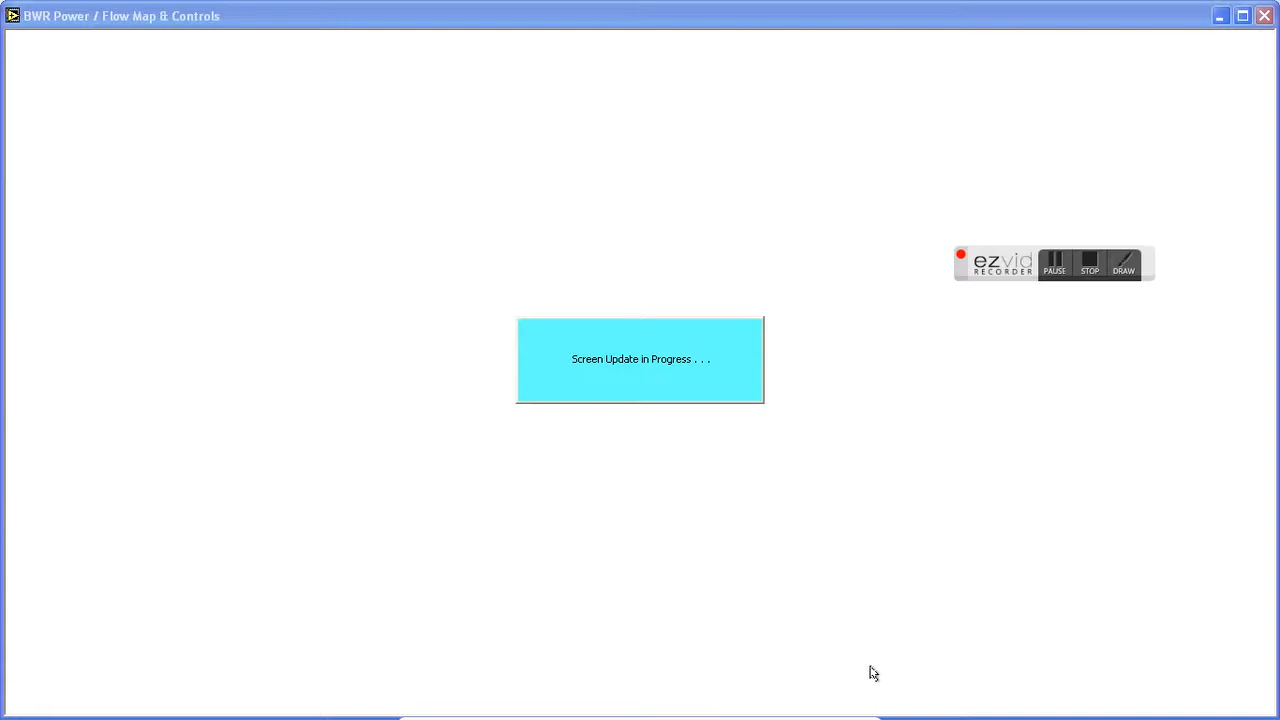 BWR Power / Flow Map & Controls
ezvid
RECORDER
PAUSE
STOP
DRAW
Screen Update in Progress . . .